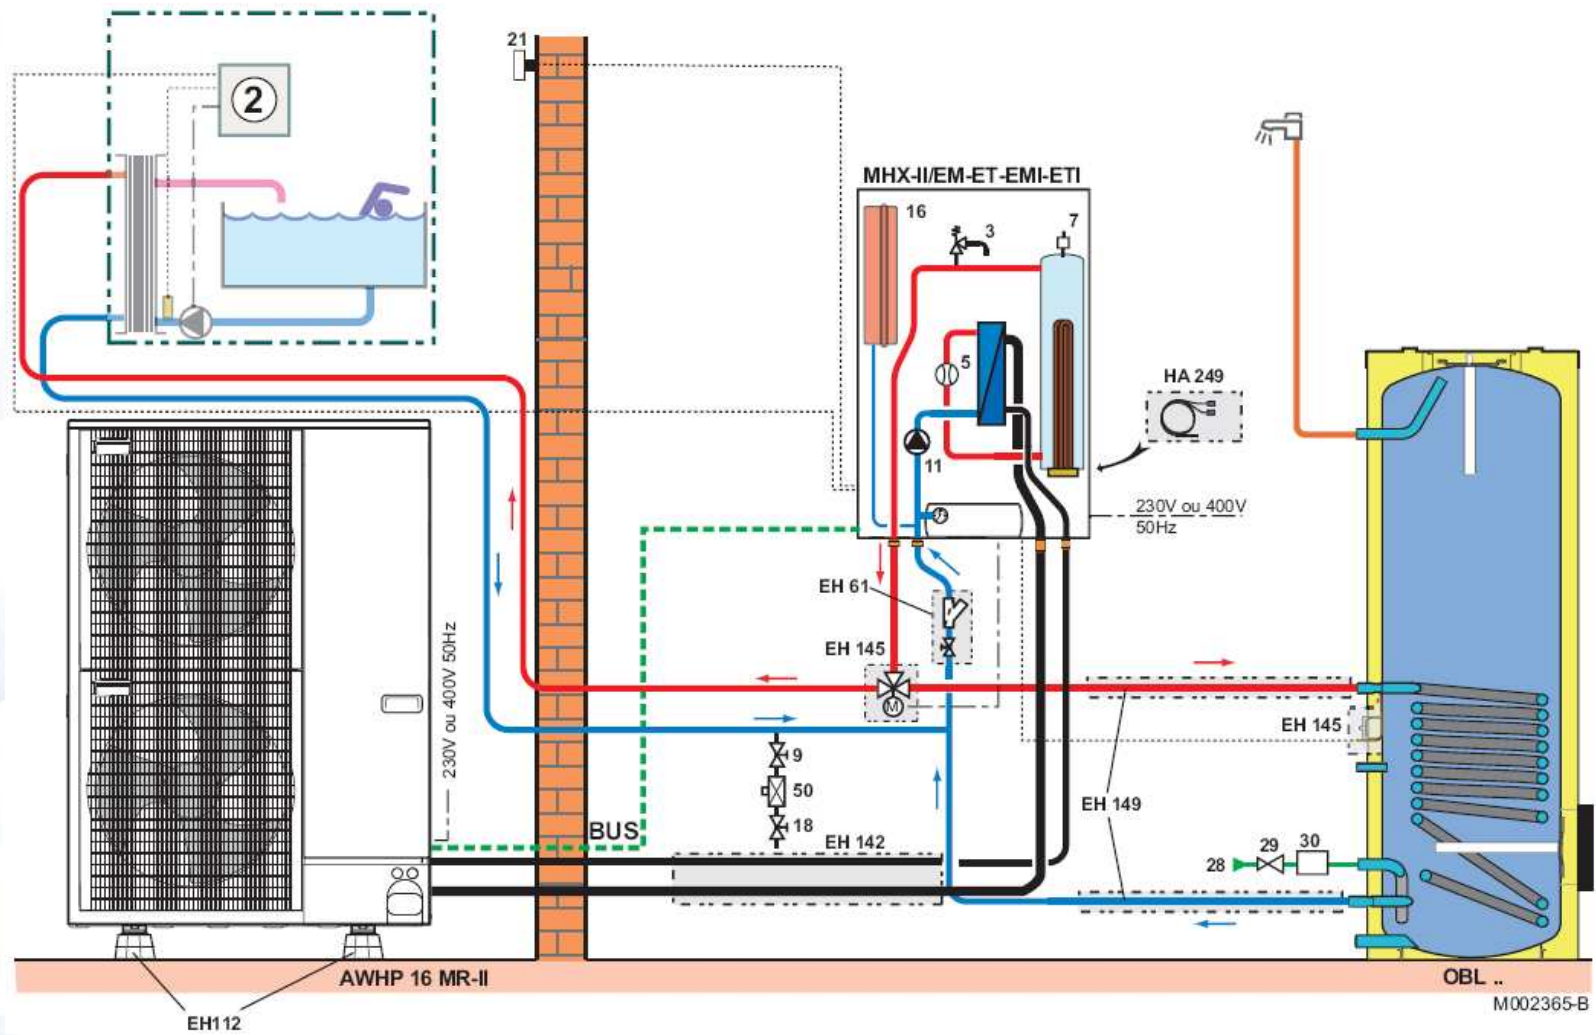 21
2
MHX-II/EM-ET-EMI-ETI
16
3
7
5
HA 249
11
230V ou 400V
50Hz
EH 61
EH 145
M
230V ou 400V 50Hz
EH 145
9
50
EH 149
18
BUS
EH 142
28
29
30
AWHP 16 MR-II
OBL ..
M002365-B
EH112